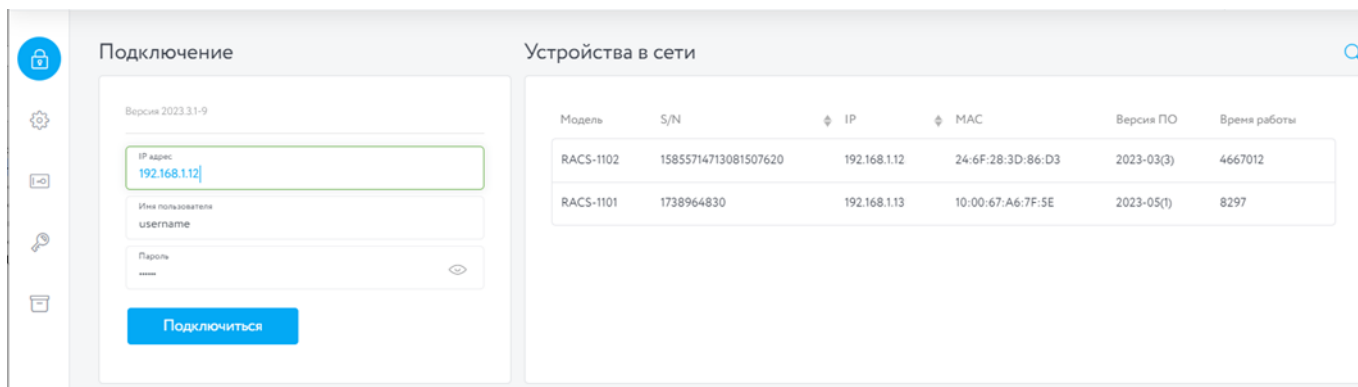 Подключение
Версия 2023.3.1-9
IP адрес
192.168.1.12
Имя пользователя
username
Пароль
••••••
Подключиться
Устройства в сети
Модель S/N IP MAC Версия ПО Время работы
RACS-1102 15855714713081507620 192.168.1.12 24:6F:28:3D:86:D3 2023-03(3) 4667012
RACS-1101 1738964830 192.168.1.13 10:00:67:A6:7F:5E 2023-05(1) 8297